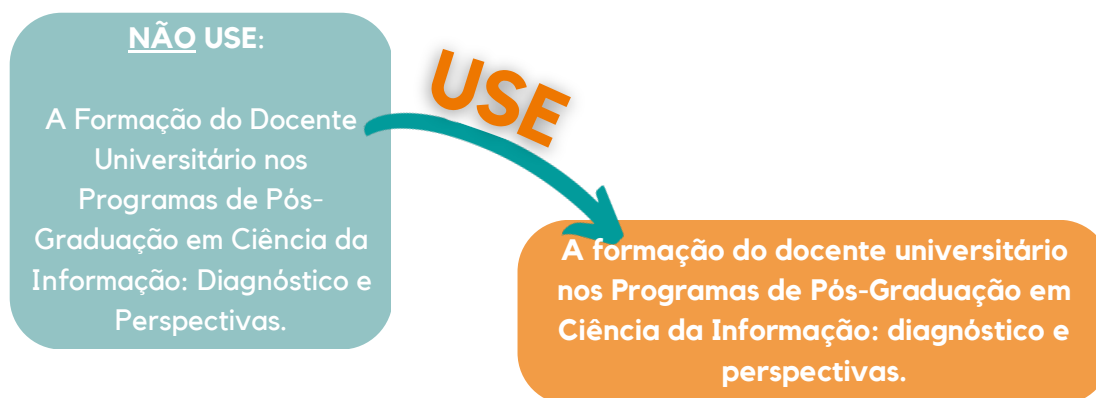 NÃO USE:
A Formação do Docente
Universitário nos
Programas de Pós-
Graduação em Ciência da
Informação: Diagnóstico e
Perspectivas.
USE
A formação do docente universitário
nos Programas de Pós-Graduação em
Ciência da Informação: diagnóstico e
perspectivas.